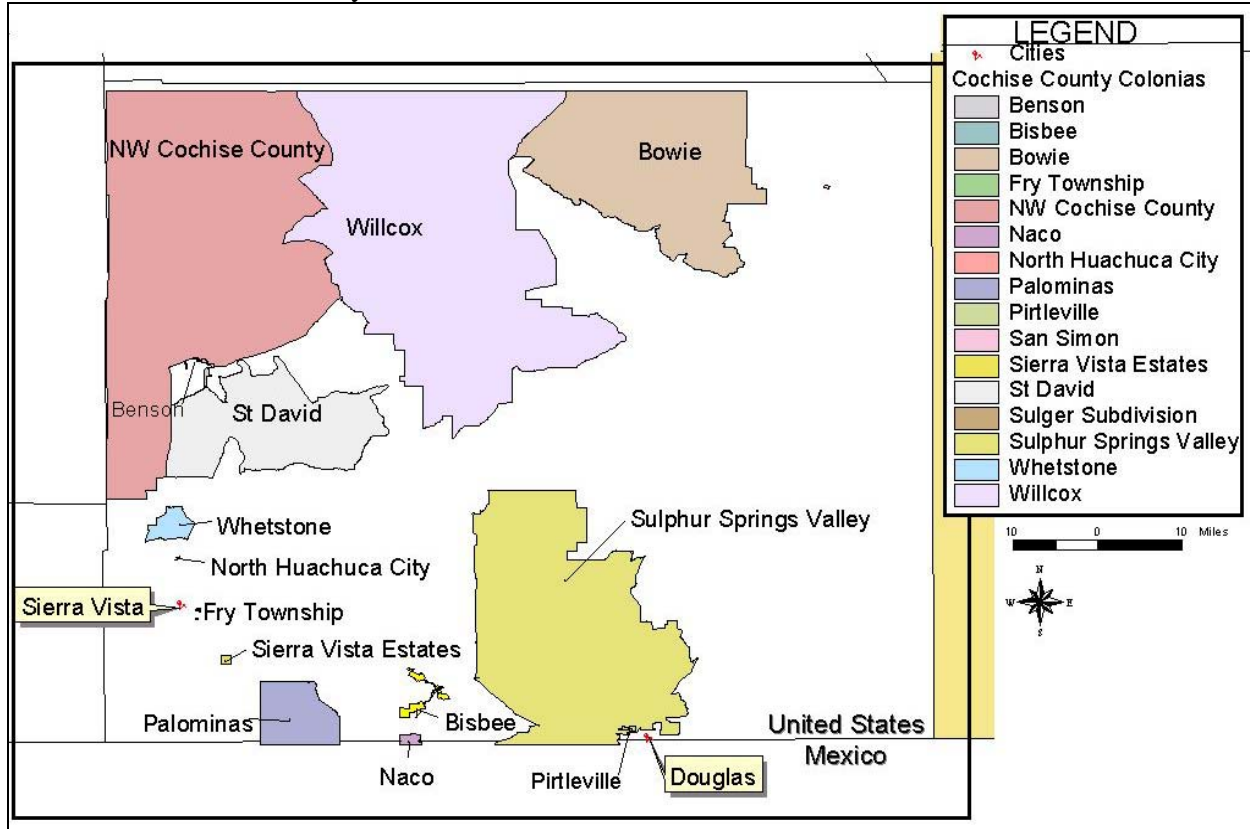 LEGEND
Cities
Cochise County Colonias
Benson
Bisbee
Bowie
Fry Township
NW Cochise County
Naco
North Huachuca City
Palominas
Pirtleville
San Simon
Sierra Vista Estates
St David
Sulger Subdivision
Sulphur Springs Valley
Whetstone
Willcox
10 0 10 Miles
N
W E
S
NW Cochise County
Bowie
Willcox
Benson
St David
Whetstone
Sulphur Springs Valley
North Huachuca City
Sierra Vista
Fry Township
Sierra Vista Estates
Palominas
Bisbee
United States
Mexico
Naco
Pirtleville
Douglas